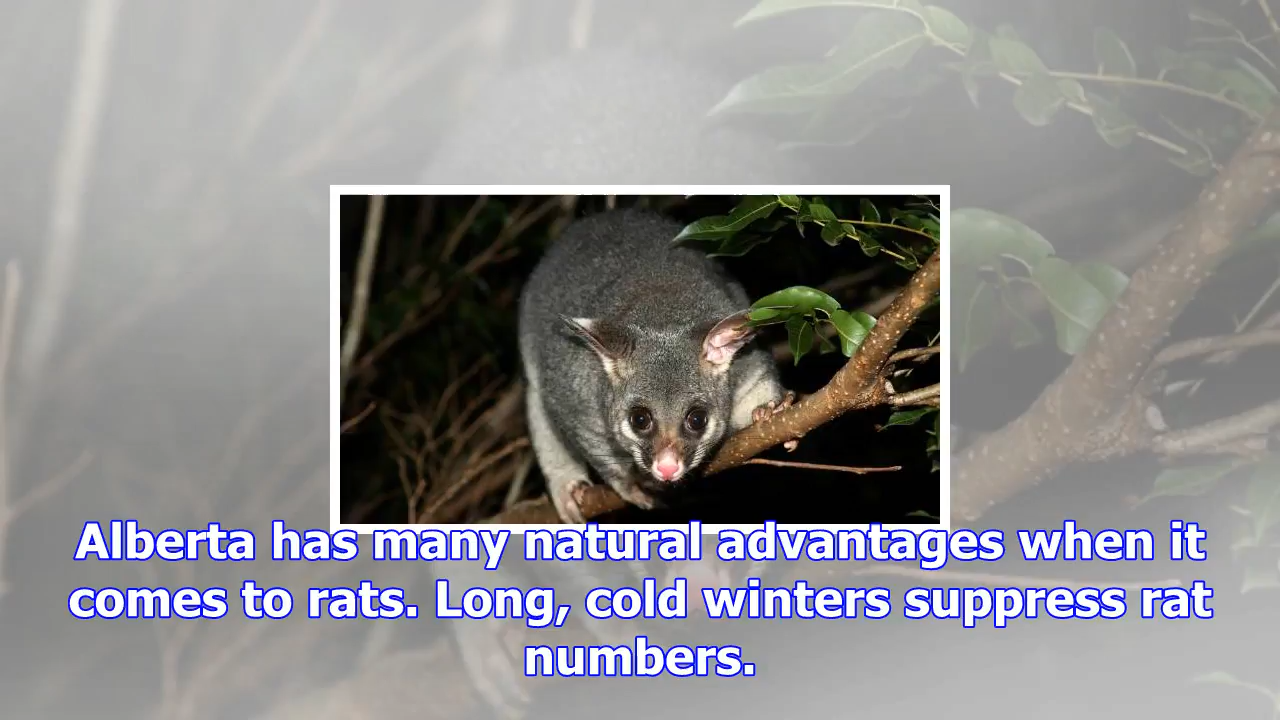 Alberta has many natural advantages when it
comes to rats. Long, cold winters suppress rat
numbers.